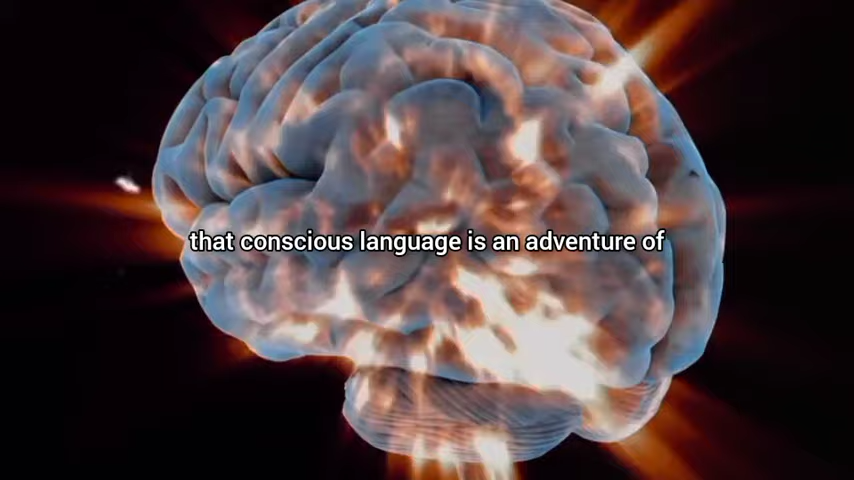 that conscious language is an adventure of